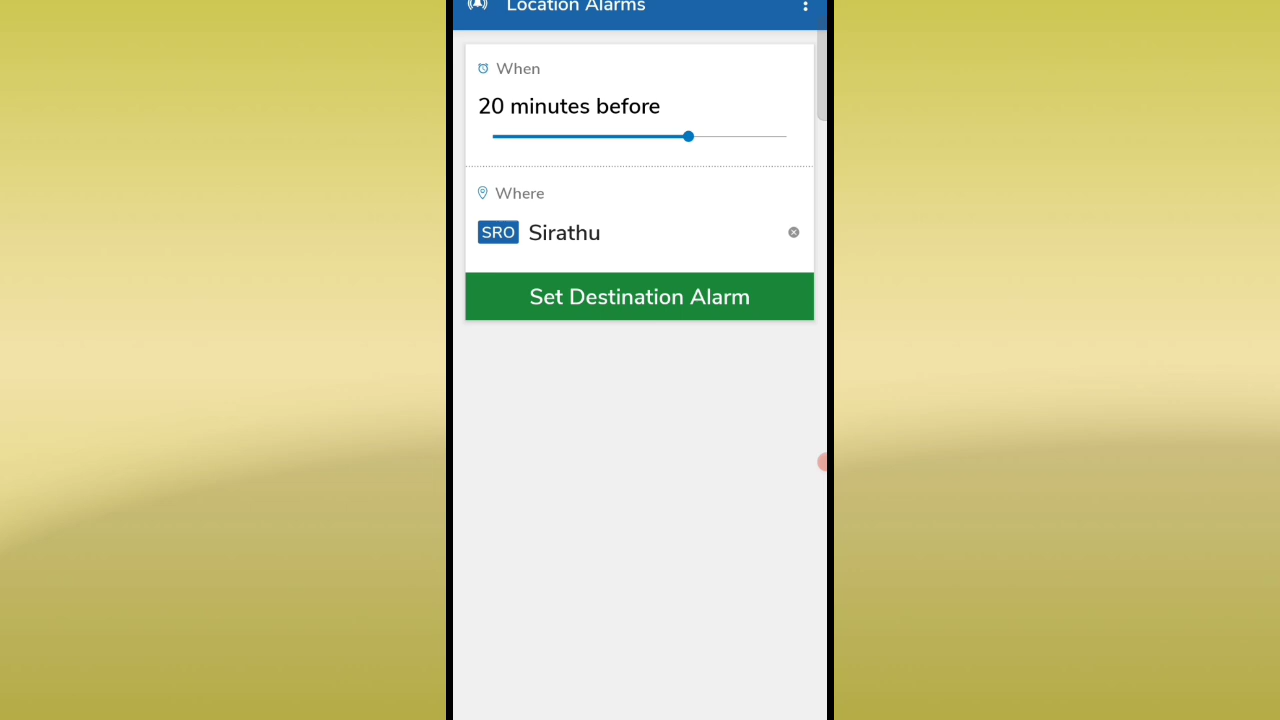 Location Alarms
When
20 minutes before
Where
SRO Sirathu
Set Destination Alarm